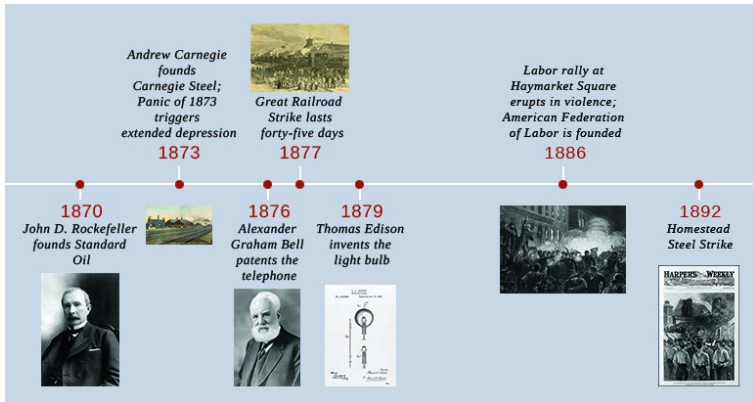 Andrew Carnegie
founds
Carnegie Steel;
Panic of 1873
triggers
extended depression
1873
Great Railroad
Strike lasts
forty-five days
1877
Labor rally at
Haymarket Square
erupts in violence;
American Federation
of Labor is founded
1886
1870
John D. Rockefeller
founds Standard
Oil
1876
Alexander
Graham Bell
patents the
telephone
1879
Thomas Edison
invents the
light bulb
1892
Homestead
Steel Strike
HARPER'S WEEKLY